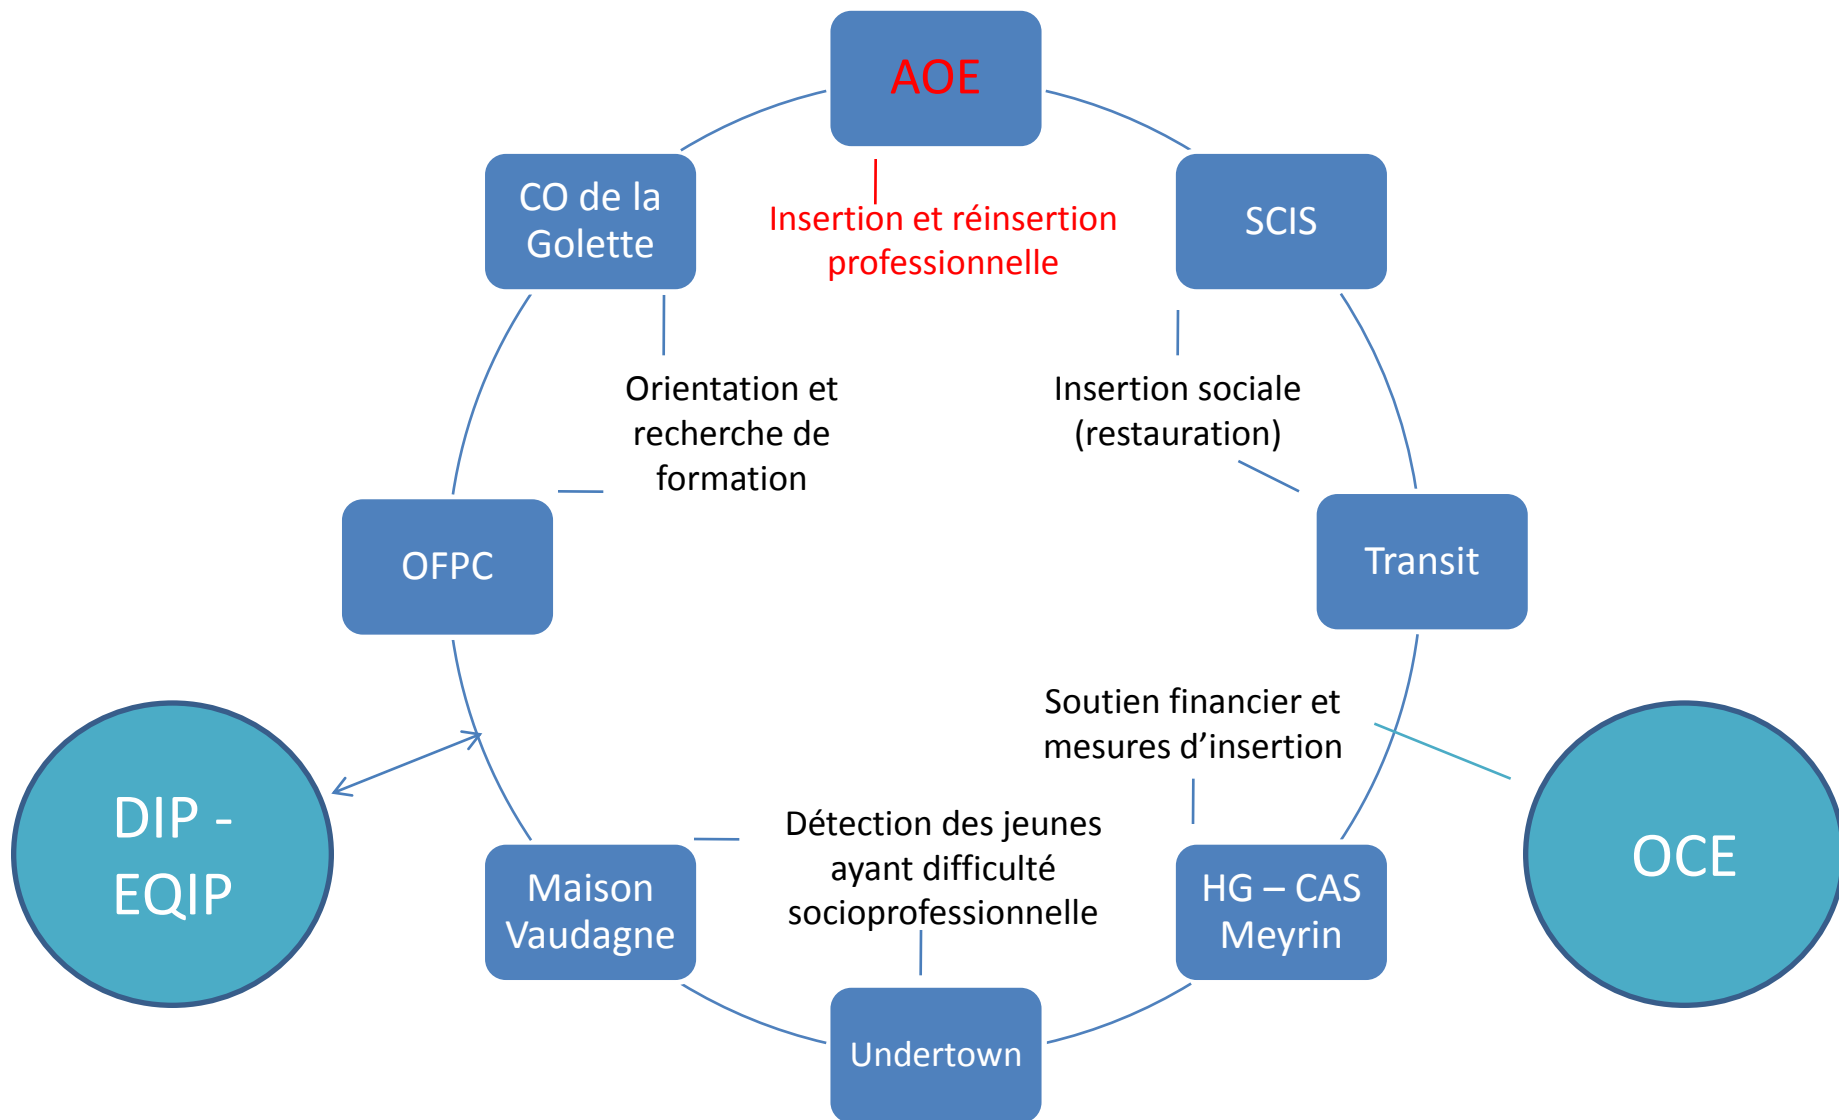 AOE
CO de la
Golette
Insertion et réinsertion
professionnelle
SCIS
Orientation et
recherche de
formation
Insertion sociale
(restauration)
OFPC
Transit
Soutien financier et
mesures d’insertion
DIP -
EQIP
Détection des jeunes
ayant difficulté
socioprofessionnelle
OCE
Maison
Vaudagne
HG – CAS
Meyrin
Undertown